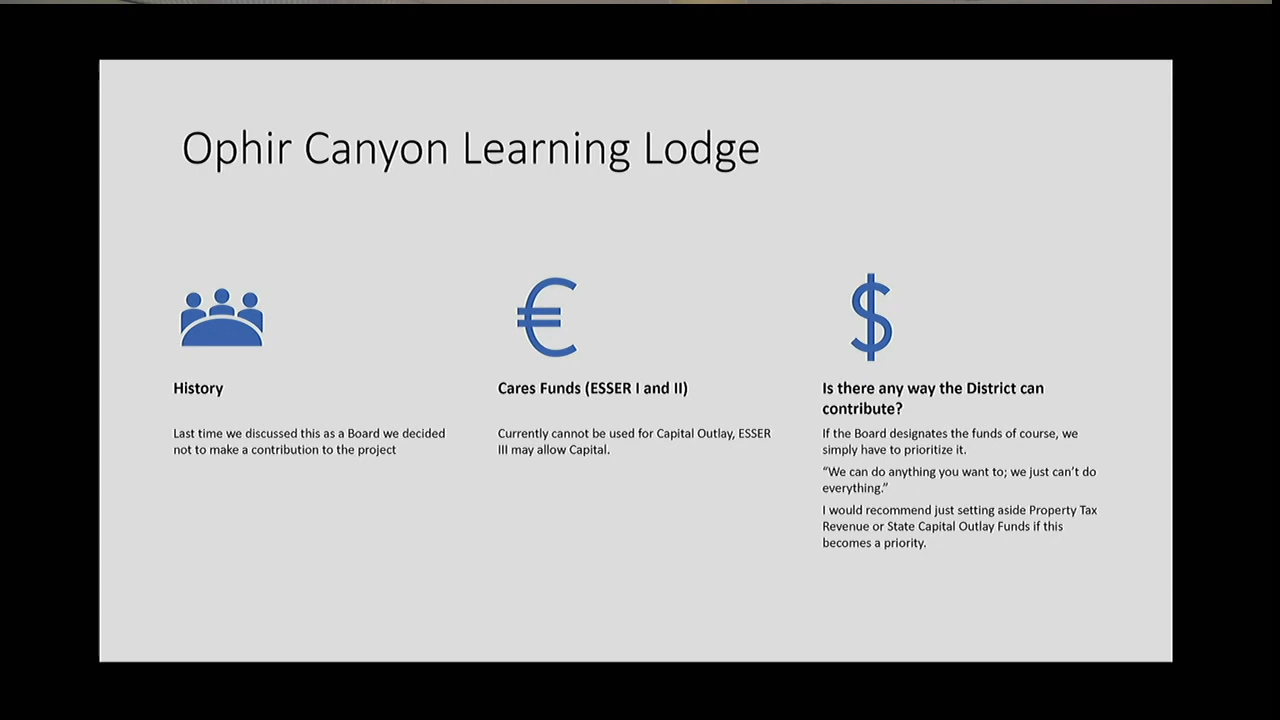 Ophir Canyon Learning Lodge
€
$
History
Last time we discussed this as a Board we decided
not to make a contribution to the project
Cares Funds (ESSER I and II)
Currently cannot be used for Capital Outlay, ESSER
III may allow Capital.
Is there any way the District can
contribute?
If the Board designates the funds of course, we
simply have to prioritize it.
“We can do anything you want to; we just can’t do
everything.”
I would recommend just setting aside Property Tax
Revenue or State Capital Outlay Funds if this
becomes a priority.